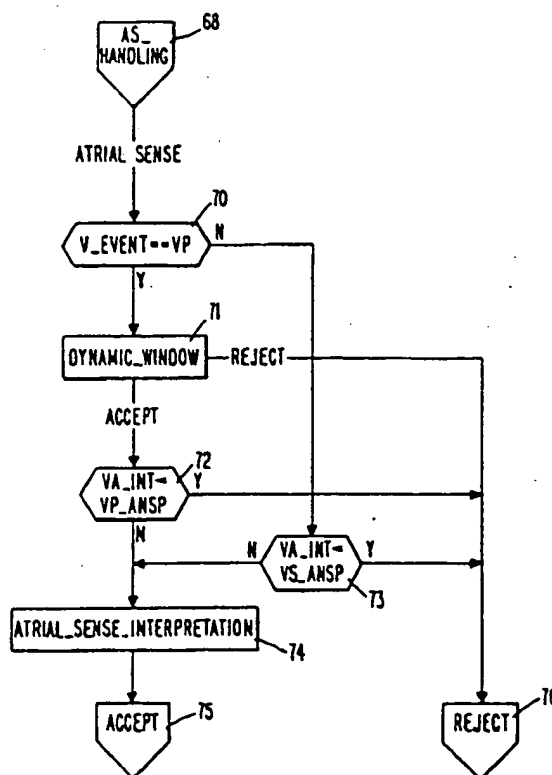 68
AS_
HANDLING
ATRIAL SENSE
70
V_EVENT==VP
N
Y
71
DYNAMIC_WINDOW
REJECT
ACCEPT
72
VA_INT<
VP_ANSP
Y
N
N
VA_INT<
VS_ANSP
Y
73
ATRIAL_SENSE_INTERPRETATION
74
ACCEPT
75
REJECT